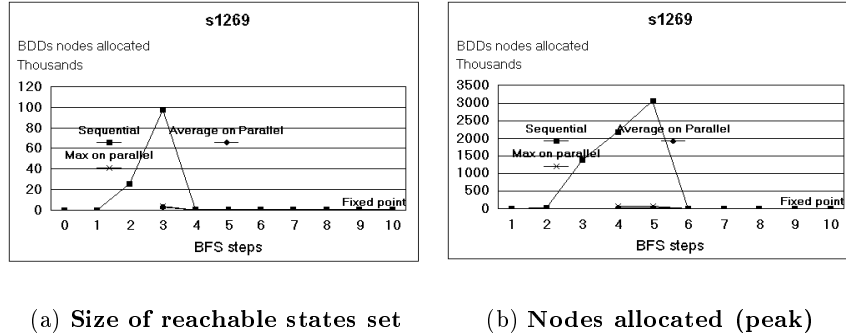 s1269
BDDs nodes allocated
Thousands
120
100
80
60
40
20
0
Sequential
Average on Parallel
Max on parallel
Fixed point
0 1 2 3 4 5 6 7 8 9 10
BFS steps
(a) Size of reachable states set
s1269
BDDs nodes allocated
Thousands
3500
3000
2500
2000
1500
1000
500
0
Sequential
Average on Parallel
Max on parallel
Fixed point
1 2 3 4 5 6 7 8 9 10
BFS steps
(b) Nodes allocated (peak)